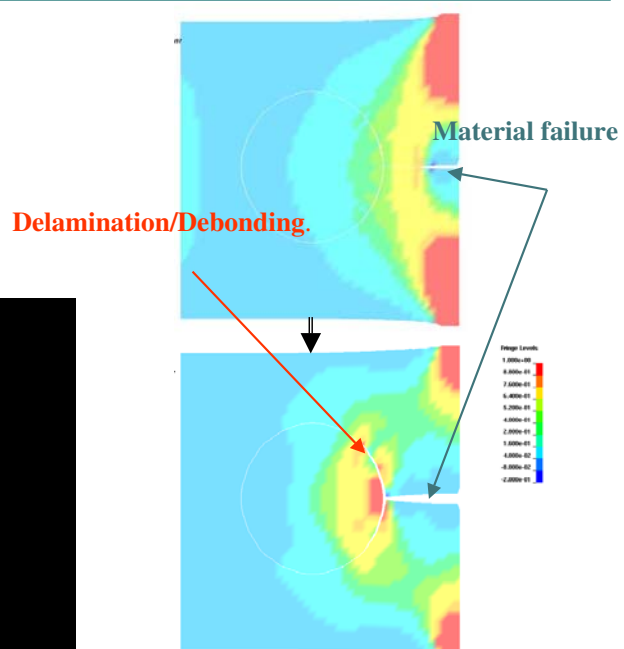 Material failure
Delamination/Debonding.
Fringe Levels
1.000e+00
8.800e-01
7.600e-01
6.400e-01
5.200e-01
4.000e-01
2.800e-01
1.600e-01
4.000e-02
-8.000e-02
-2.000e-01